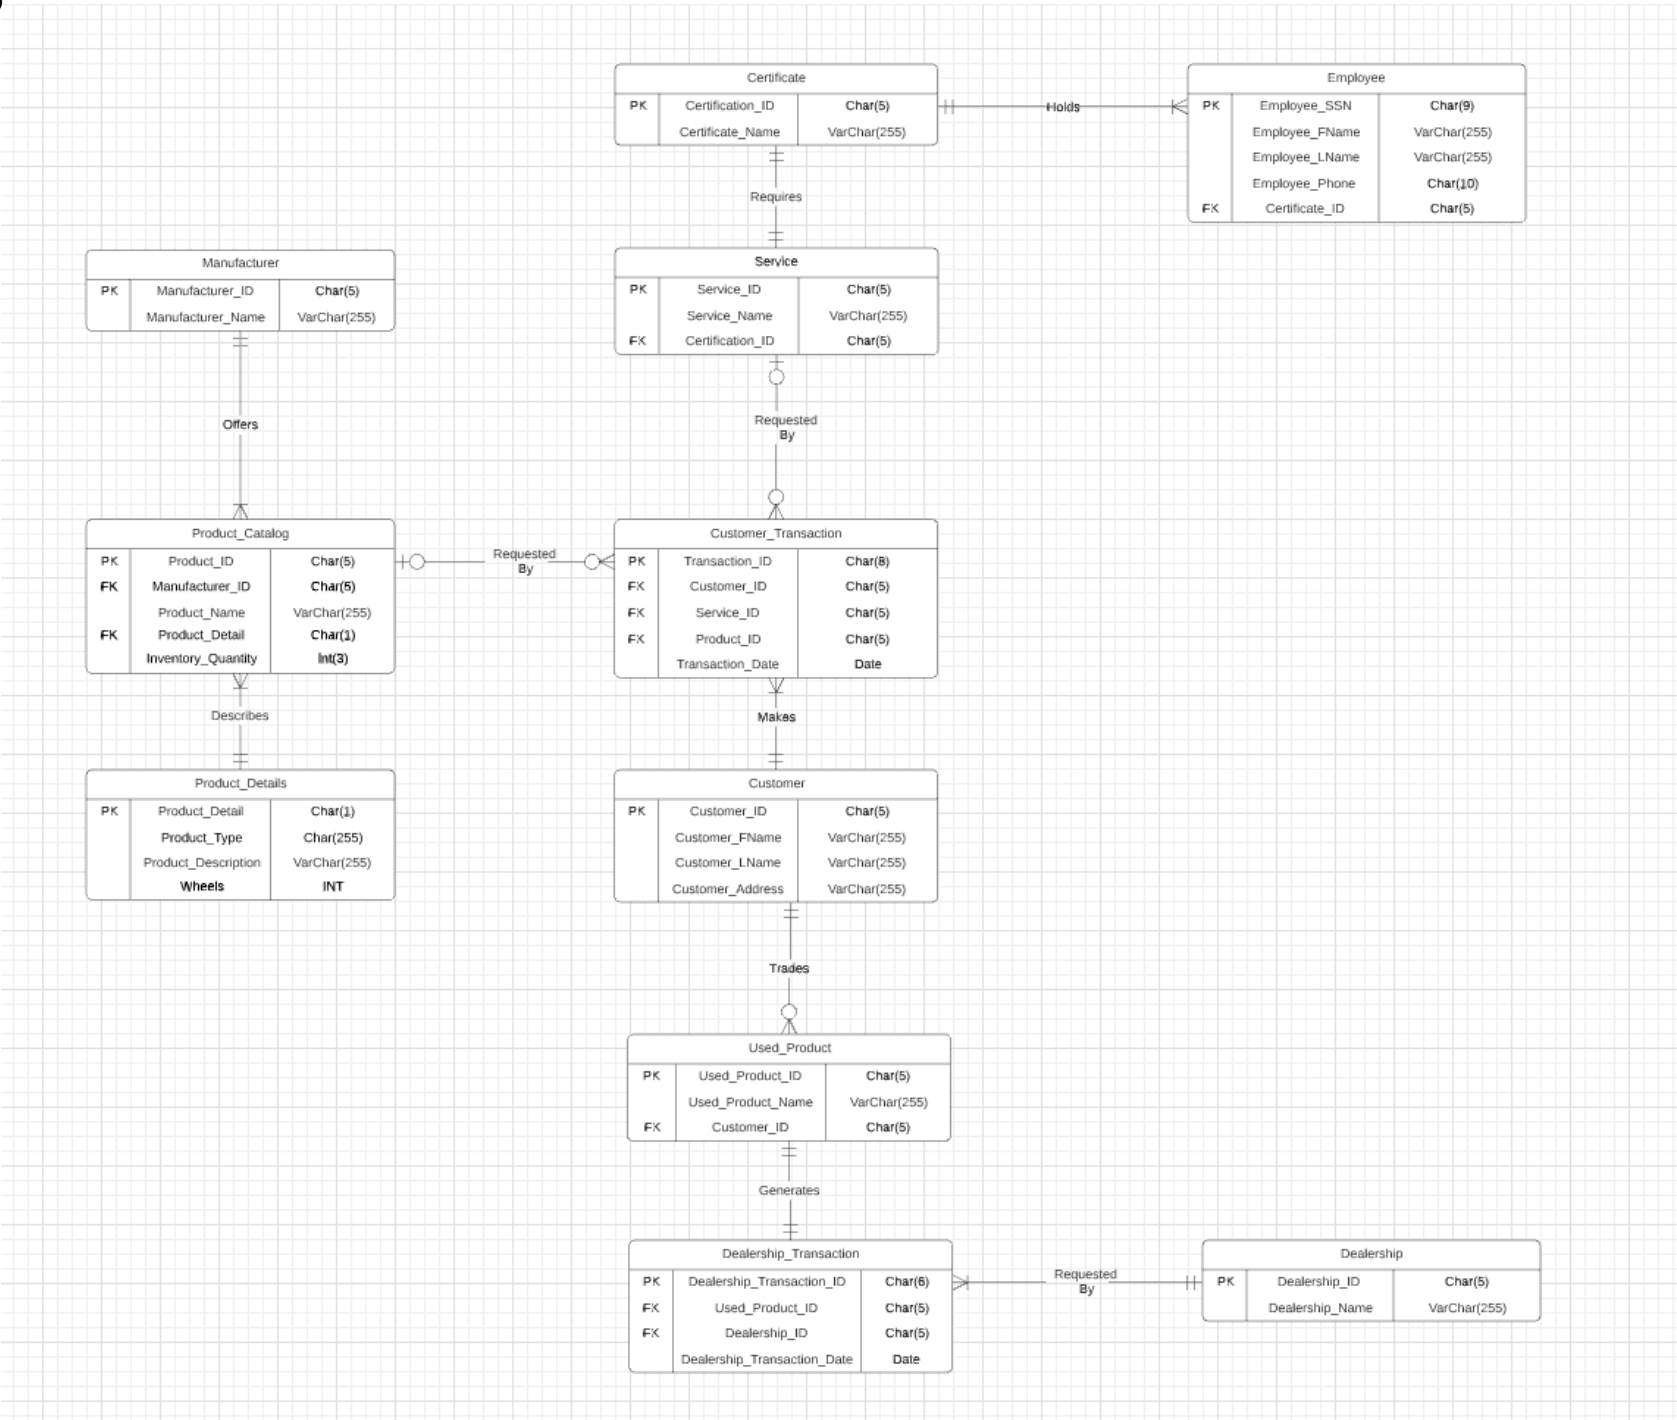 Certificate
PK Certification_ID Char(5)
Certificate_Name VarChar(255)
Holds
Employee
PK Employee_SSN Char(9)
Employee_FName VarChar(255)
Employee_LName VarChar(255)
Employee_Phone Char(10)
FK Certificate_ID Char(5)
Requires
Manufacturer
PK Manufacturer_ID Char(5)
Manufacturer_Name VarChar(255)
Service
PK Service_ID Char(5)
Service_Name VarChar(255)
FK Certification_ID Char(5)
Offers
Requested
By
Product_Catalog
PK Product_ID Char(5)
FK Manufacturer_ID Char(5)
Product_Name VarChar(255)
FK Product_Detail Char(1)
Inventory_Quantity Int(3)
Requested
By
Customer_Transaction
PK Transaction_ID Char(8)
FK Customer_ID Char(5)
FK Service_ID Char(5)
FK Product_ID Char(5)
Transaction_Date Date
Describes
Makes
Product_Details
PK Product_Detail Char(1)
Product_Type Char(255)
Product_Description VarChar(255)
Wheels INT
Customer
PK Customer_ID Char(5)
Customer_FName VarChar(255)
Customer_LName VarChar(255)
Customer_Address VarChar(255)
Trades
Used_Product
PK Used_Product_ID Char(5)
Used_Product_Name VarChar(255)
FK Customer_ID Char(5)
Generates
Dealership_Transaction
PK Dealership_Transaction_ID Char(6)
FK Used_Product_ID Char(5)
FK Dealership_ID Char(5)
Dealership_Transaction_Date Date
Requested
By
Dealership
PK Dealership_ID Char(5)
Dealership_Name VarChar(255)